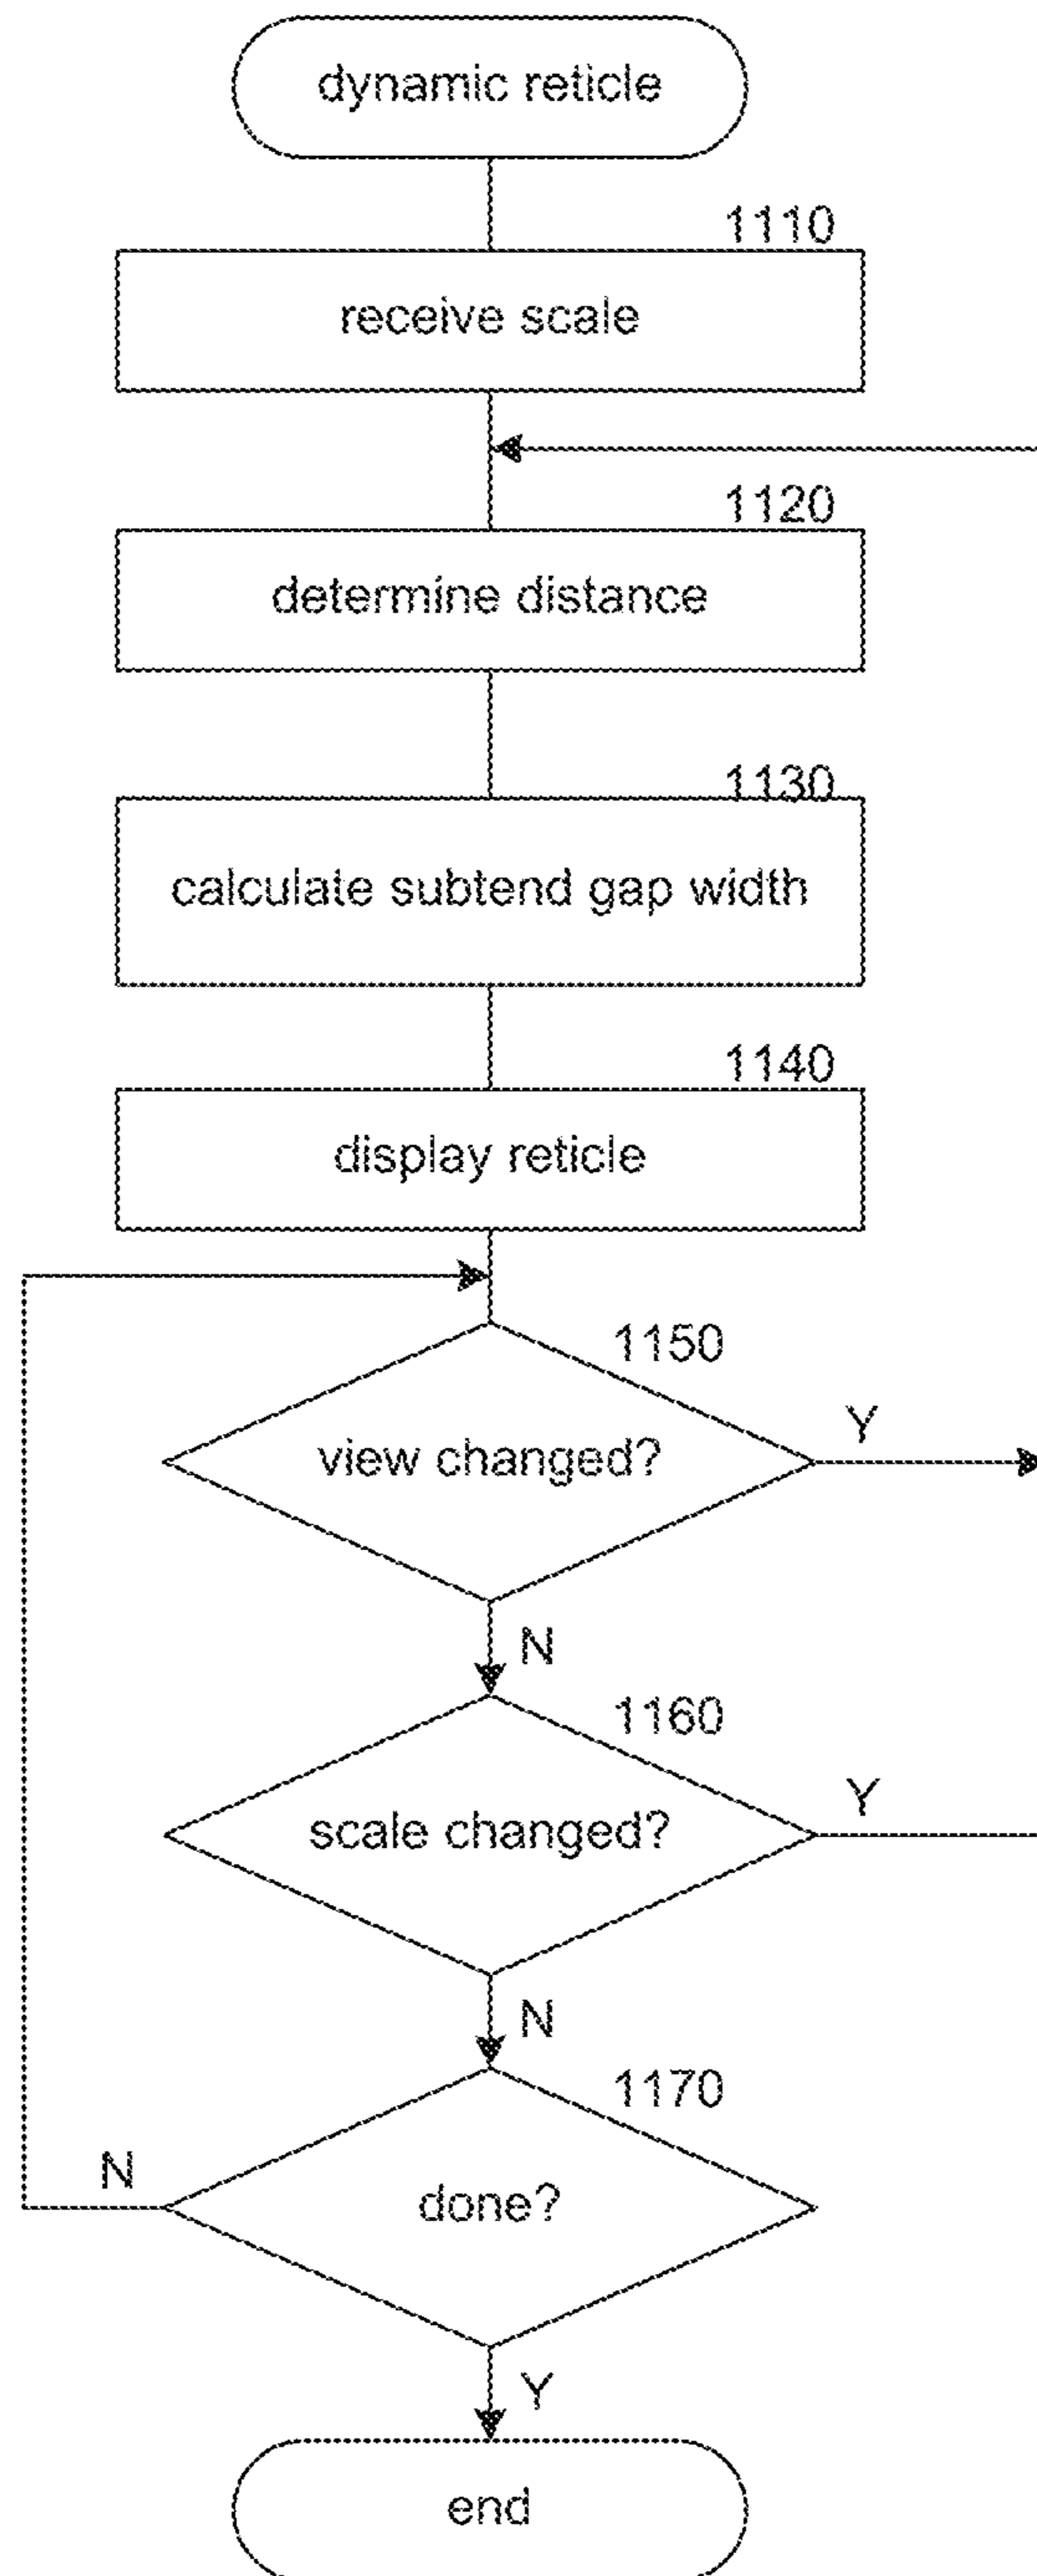 dynamic reticle
1110
receive scale
1120
determine distance
1130
calculate subtend gap width
1140
display reticle
1150
view changed?
Y
N
1160
scale changed?
Y
N
1170
done?
N
Y
end